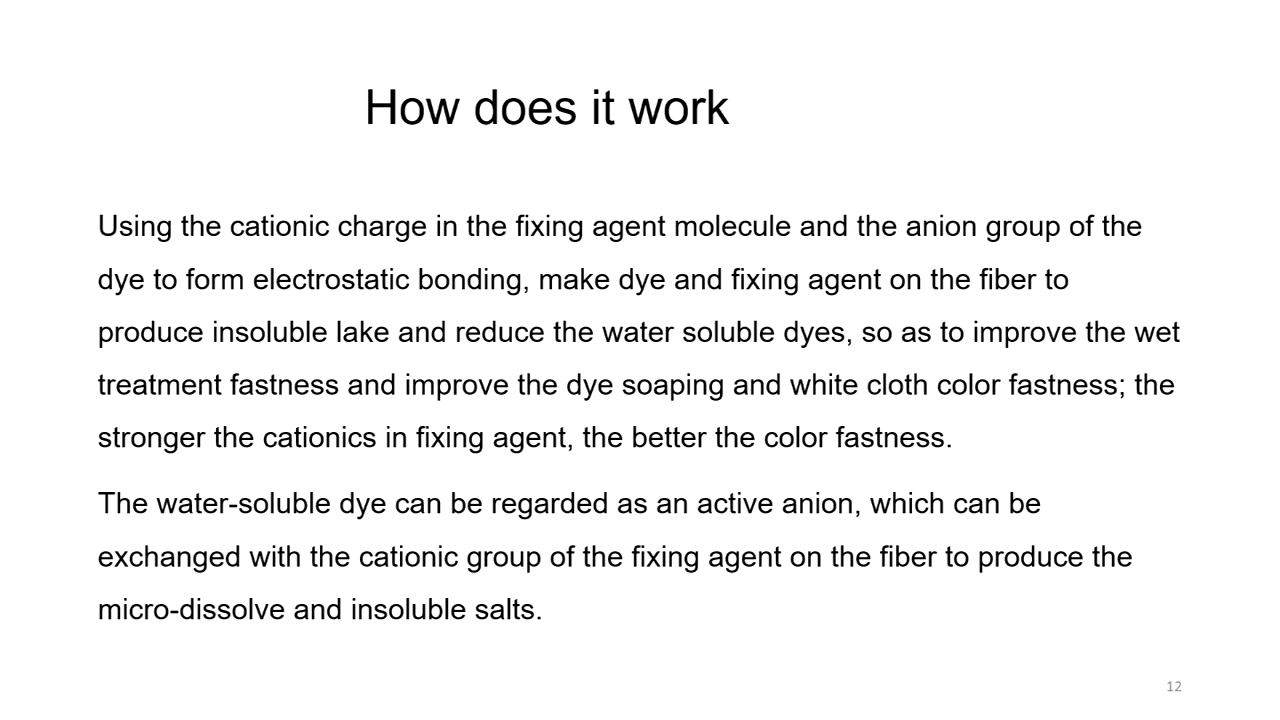 How does it work
Using the cationic charge in the fixing agent molecule and the anion group of the
dye to form electrostatic bonding, make dye and fixing agent on the fiber to
produce insoluble lake and reduce the water soluble dyes, so as to improve the wet
treatment fastness and improve the dye soaping and white cloth color fastness; the
stronger the cationics in fixing agent, the better the color fastness.
The water-soluble dye can be regarded as an active anion, which can be
exchanged with the cationic group of the fixing agent on the fiber to produce the
micro-dissolve and insoluble salts.
12